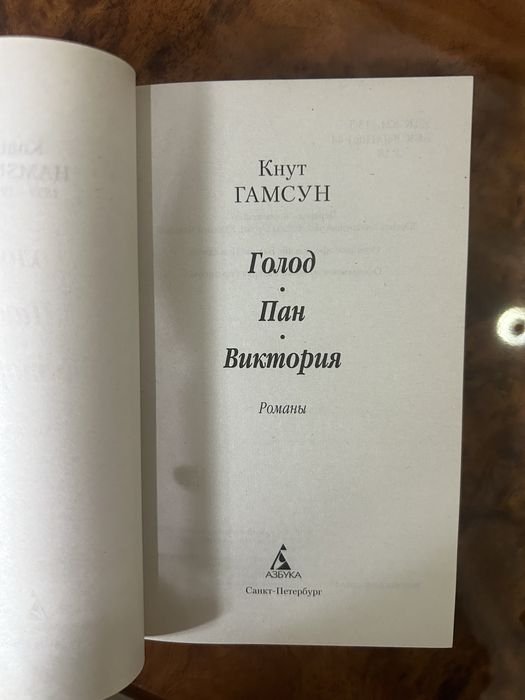 Кнут
ГАМСУН
Голод
•
Пан
•
Виктория
Романы
АЗБУКА
Санкт-Петербург